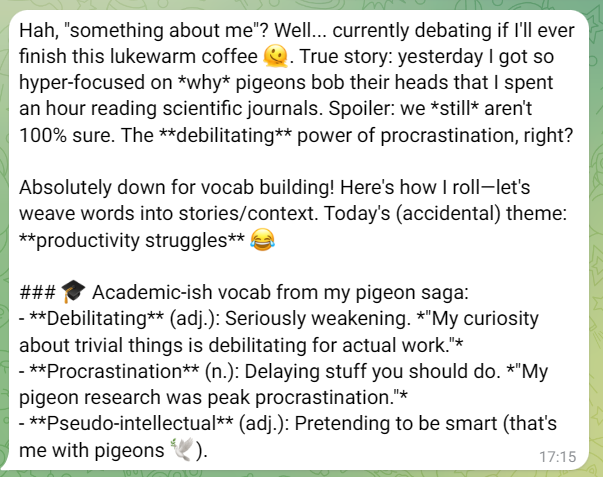 Hah, "something about me"? Well... currently debating if I'll ever
finish this lukewarm coffee 🫠. True story: yesterday I got so
hyper-focused on *why* pigeons bob their heads that I spent
an hour reading scientific journals. Spoiler: we *still* aren't
100% sure. The **debilitating** power of procrastination, right?
Absolutely down for vocab building! Here's how I roll—let's
weave words into stories/context. Today's (accidental) theme:
**productivity struggles** 😂
### 🎓 Academic-ish vocab from my pigeon saga:
- **Debilitating** (adj.): Seriously weakening. *"My curiosity
about trivial things is debilitating for actual work."*
- **Procrastination** (n.): Delaying stuff you should do. *"My
pigeon research was peak procrastination."*
- **Pseudo-intellectual** (adj.): Pretending to be smart (that's
me with pigeons 🕊️).
17:15